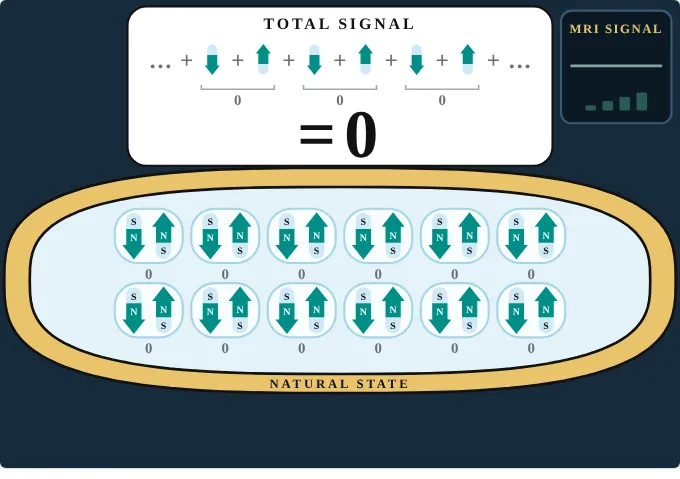 TOTAL SIGNAL
... + + + + + + + ...
0 0 0
= 0
MRI SIGNAL
S N S N S N S N S N S N
N S N S N S N S N S N S
0 0 0 0 0 0
S N S N S N S N S N S N
N S N S N S N S N S N S
0 0 0 0 0 0
NATURAL STATE